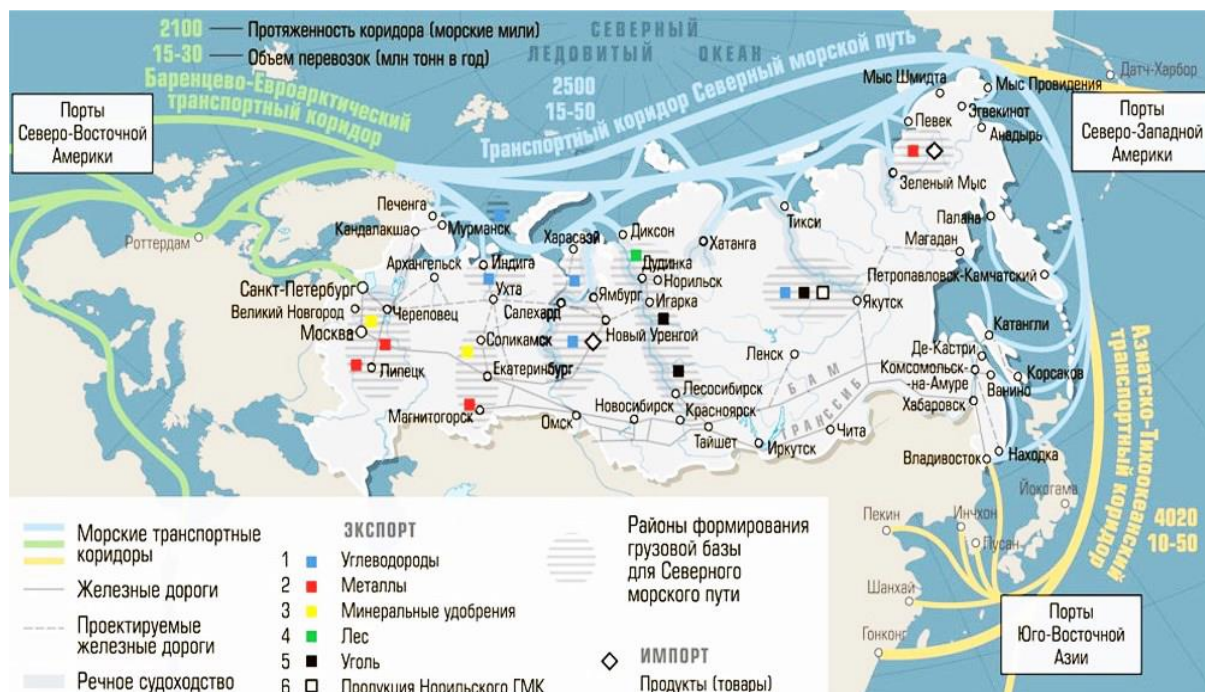 2100 — Протяженность коридора (морские мили)
15-30 — Объем перевозок (млн тонн в год)
СЕВЕРНЫЙ
ЛЕДОВИТЫЙ ОКЕАН
Баренцево-Евроарктический
транспортный коридор
2500
15-50
Транспортный коридор Северный морской путь
Порты
Северо-Восточной
Америки
Порты
Северо-Западной
Америки
Датч-Харбор
Мыс Шмидта
Мыс Провидения
Эгвекинот
Певек
Анадырь
Зеленый Мыс
Роттердам
Печенга
Кандалакша
Мурманск
Харасвэй
Диксон
Хатанга
Тикси
Палана
Магадан
Архангельск
Индига
Дудинка
Норильск
Петропавловск-Камчатский
Санкт-Петербург
Ухта
Ямбург
Игарка
Якутск
Великий Новгород
Череповец
Салехард
Москва
Новый Уренгой
Катангли
Соликамск
Ленск
Де-Кастри
Липецк
Екатеринбург
Комсомольск-
на-Амуре
Ванино
Корсаков
Лесосибирск
БАМ
Хабаровск
Магнитогорск
Омск
Новосибирск
Красноярск
ТРАНССИБ
Тайшет
Иркутск
Чита
Владивосток
Находка
Йокогама
Азиатско-Тихоокеанский
транспортный коридор
4020
10-50
Пекин
Инчхон
Пусан
Шанхай
Гонконг
Порты
Юго-Восточной
Азии
Морские транспортные
коридоры
Железные дороги
Проектируемые
железные дороги
Речное судоходство
ЭКСПОРТ
1 Углеводороды
2 Металлы
3 Минеральные удобрения
4 Лес
5 Уголь
6 Продукция Норильского ГМК
Районы формирования
грузовой базы
для Северного
морского пути
ИМПОРТ
Продукты (товары)